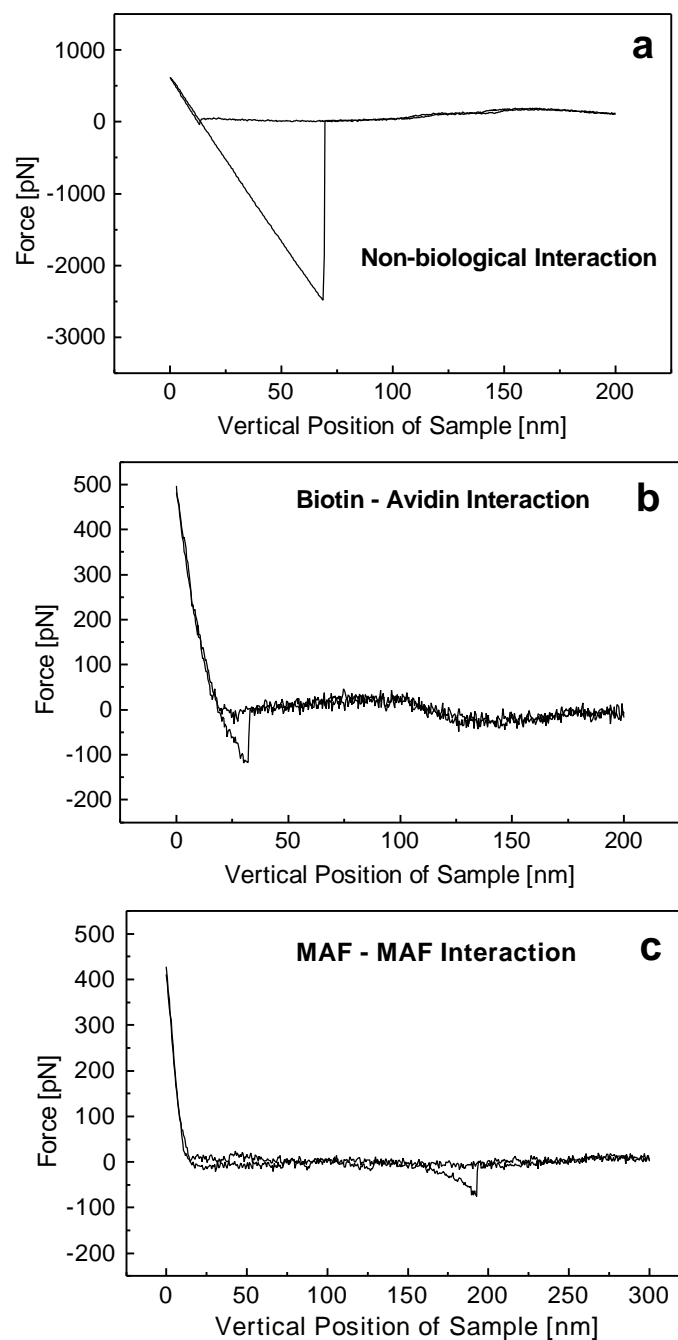 a
1000
0
-1000
-2000
-3000
Force [pN]
Non-biological Interaction
0 50 100 150 200
Vertical Position of Sample [nm]
b
Biotin - Avidin Interaction
500
400
300
200
100
0
-100
-200
Force [pN]
0 50 100 150 200
Vertical Position of Sample [nm]
c
MAF - MAF Interaction
500
400
300
200
100
0
-100
-200
Force [pN]
0 50 100 150 200 250 300
Vertical Position of Sample [nm]